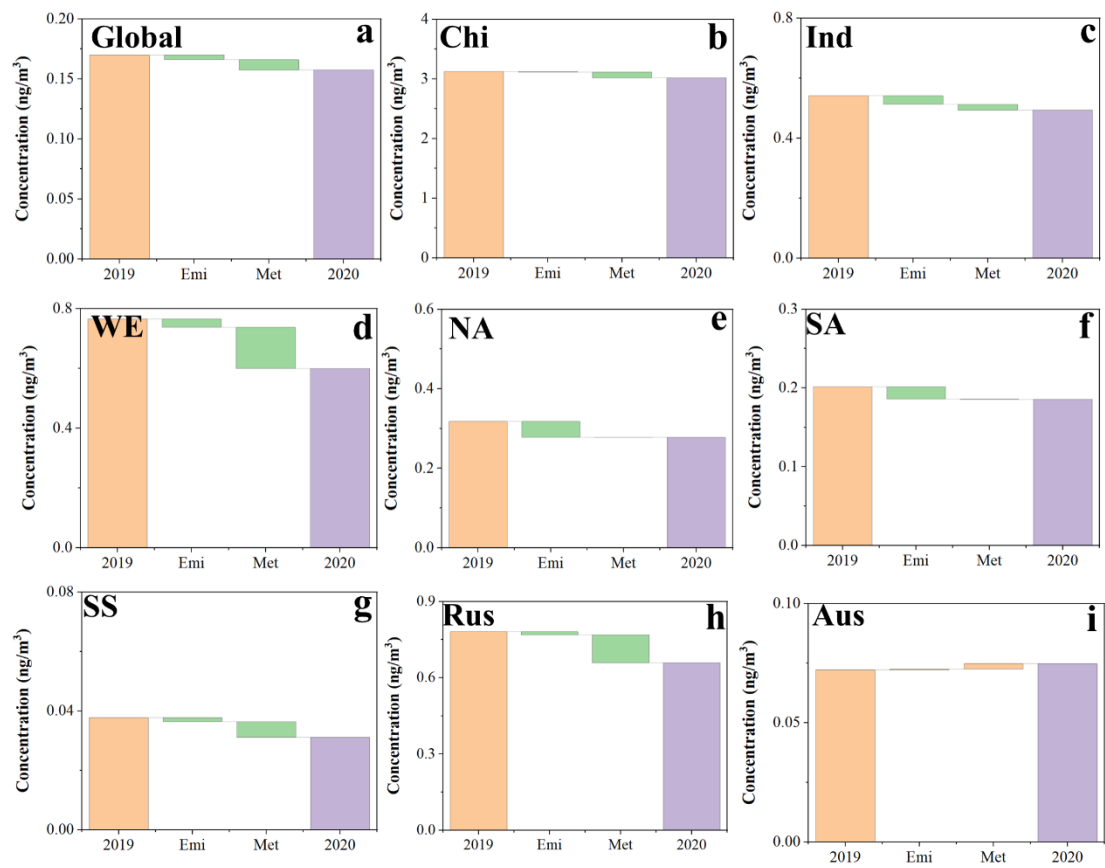 Global a
Concentration (ng/m³)
0.20
0.15
0.10
0.05
0.00
2019 Emi Met 2020
Chi b
Concentration (ng/m³)
4
3
2
1
0
2019 Emi Met 2020
Ind c
Concentration (ng/m³)
0.8
0.4
0.0
2019 Emi Met 2020
WE d
Concentration (ng/m³)
0.8
0.4
0.0
2019 Emi Met 2020
NA e
Concentration (ng/m³)
0.6
0.4
0.2
0.0
2019 Emi Met 2020
SA f
Concentration (ng/m³)
0.3
0.2
0.1
0.0
2019 Emi Met 2020
SS g
Concentration (ng/m³)
0.08
0.04
0.00
2019 Emi Met 2020
Rus h
Concentration (ng/m³)
0.9
0.6
0.3
0.0
2019 Emi Met 2020
Aus i
Concentration (ng/m³)
0.10
0.05
0.00
2019 Emi Met 2020